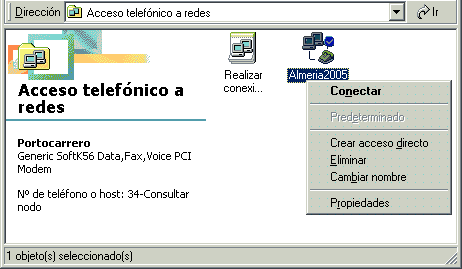 Dirección Acceso telefónico a redes Ir
Acceso telefónico a
redes
Portocarrero
Generic SoftK56 Data,Fax,Voice PCI
Modem
Nº de teléfono o host: 34-Consultar
nodo
Realizar
conexi...
Almeria2005
Conectar
Predeterminado
Crear acceso directo
Eliminar
Cambiar nombre
Propiedades
1 objeto(s) seleccionado(s)